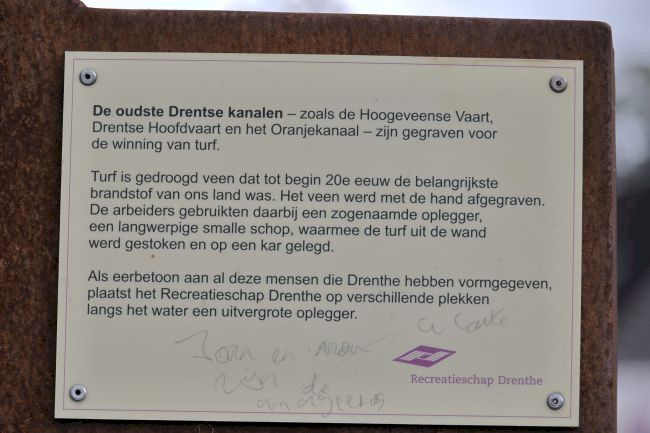 De oudste Drentse kanalen – zoals de Hoogeveense Vaart,
Drentse Hoofdvaart en het Oranjekanaal – zijn gegraven voor
de winning van turf.
Turf is gedroogd veen dat tot begin 20e eeuw de belangrijkste
brandstof van ons land was. Het veen werd met de hand afgegraven.
De arbeiders gebruikten daarbij een zogenaamde oplegger,
een langwerpige smalle schop, waarmee de turf uit de wand
werd gestoken en op een kar gelegd.
Als eerbetoon aan al deze mensen die Drenthe hebben vormgegeven,
plaatst het Recreatieschap Drenthe op verschillende plekken
langs het water een uitvergrote oplegger.
en
zijn de
Recreatieschap Drenthe